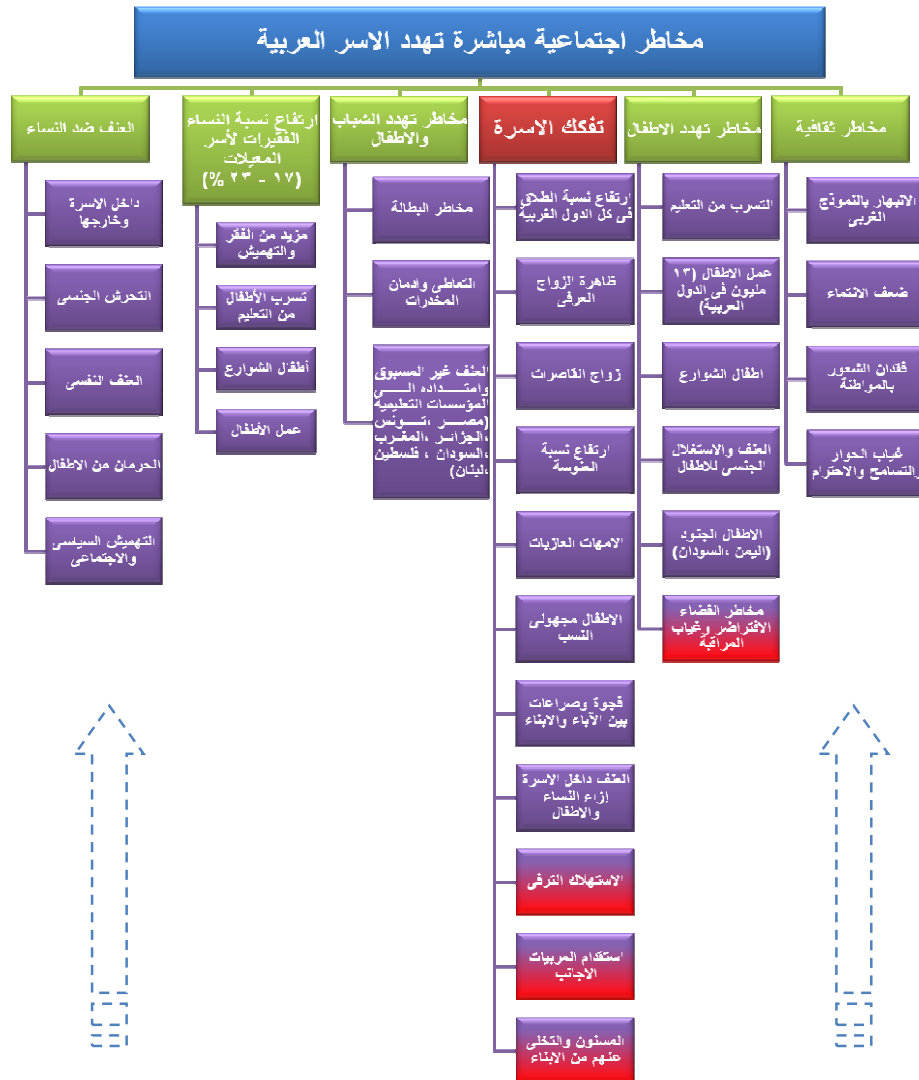 مخاطر اجتماعية مباشرة تهدد الاسر العربية
مخاطر ثقافية
الانبهار بالنموذج
الغربى
ضعف الانتماء
فقدان الشعور
بالمواطنة
غياب الحوار
والتسامح والاحترام
مخاطر تهدد الاطفال
التسرب من التعليم
عمل الاطفال (١٣
مليون فى الدول
العربية)
اطفال الشوارع
العنف والاستغلال
الجنسى للاطفال
الاطفال الجنود
(اليمن ،السودان)
مخاطر الفضاء
الافتراضر وغياب
المراقبة
تفكك الاسرة
ارتفاع نسبة الطلاق
فى كل الدول العربية
ظاهرة الزواج
العرفى
زواج القاصرات
ارتفاع نسبة
العنوسة
الامهات العازبات
الاطفال مجهولى
النسب
فجوة وصراعات
بين الآباء والابناء
العنف داخل الاسرة
إزاء النساء
والاطفال
الاستهلاك الترفى
استقدام المربيات
الاجانب
المسنون والتخلى
عنهم من الابناء
مخاطر تهدد الشباب
والاطفال
مخاطر البطالة
التعاطى وادمان
المخدرات
العنف غير المسبوق
وامتداده الى
المؤسسات التعليمية
(مصر ،تونس
،الجزائر ،المغرب
،السودان ، فلسطين
،لبنان)
ارتفاع نسبة النساء
الفقيرات لأسر
المعيلات
(١٧ - ٢٣ %)
مزيد من الفقر
والتهميش
تسرب الأطفال
من التعليم
أطفال الشوارع
عمل الأطفال
العنف ضد النساء
داخل الاسرة
وخارجها
التحرش الجنسى
العنف النفسى
الحرمان من الاطفال
التهميش السياسى
والاجتماعى